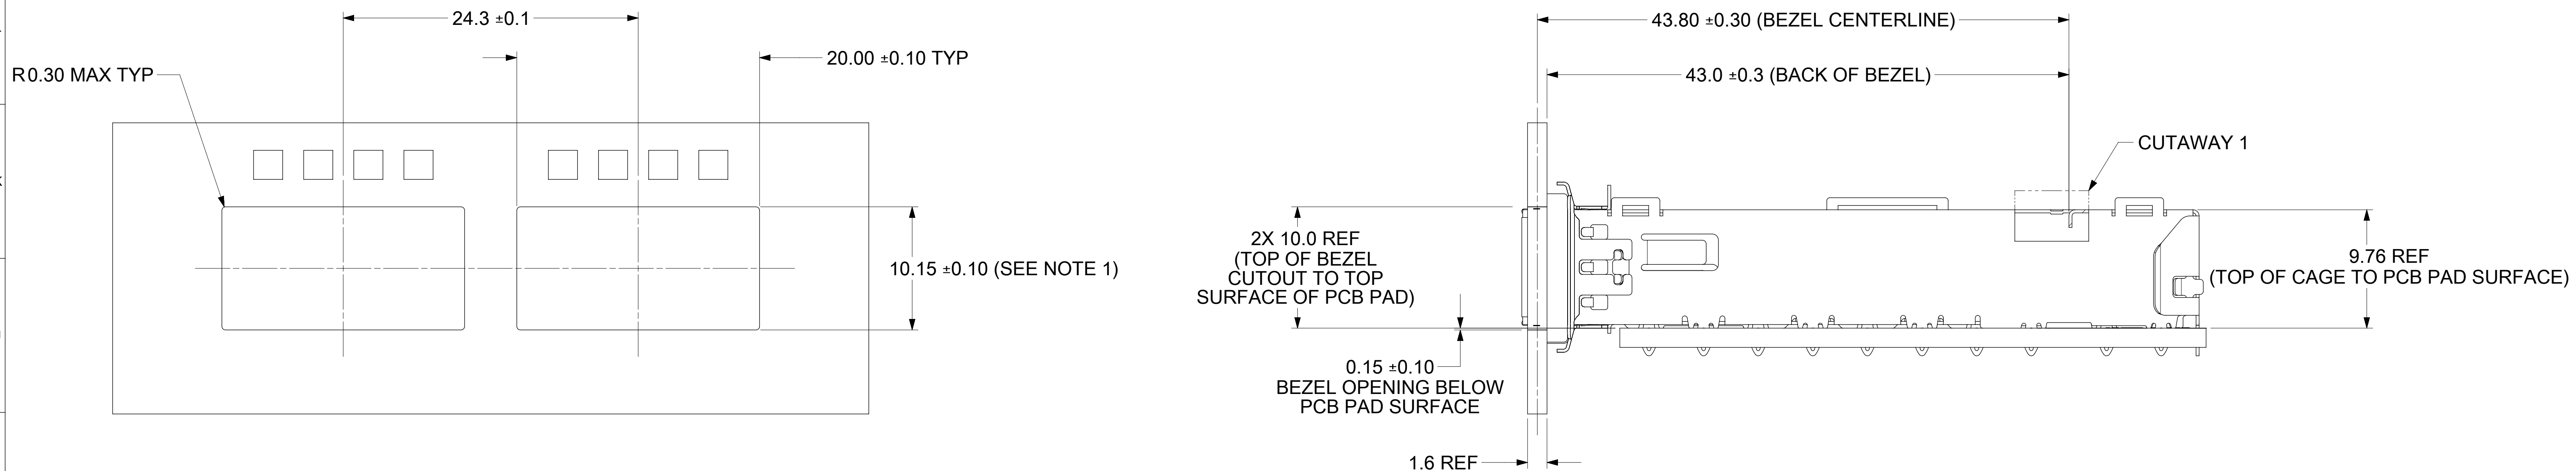 24.3 ±0.1
20.00 ±0.10 TYP
R0.30 MAX TYP
10.15 ±0.10 (SEE NOTE 1)
43.80 ±0.30 (BEZEL CENTERLINE)
43.0 ±0.3 (BACK OF BEZEL)
CUTAWAY 1
2X 10.0 REF
(TOP OF BEZEL
CUTOUT TO TOP
SURFACE OF PCB PAD)
9.76 REF
(TOP OF CAGE TO PCB PAD SURFACE)
0.15 ±0.10
BEZEL OPENING BELOW
PCB PAD SURFACE
1.6 REF